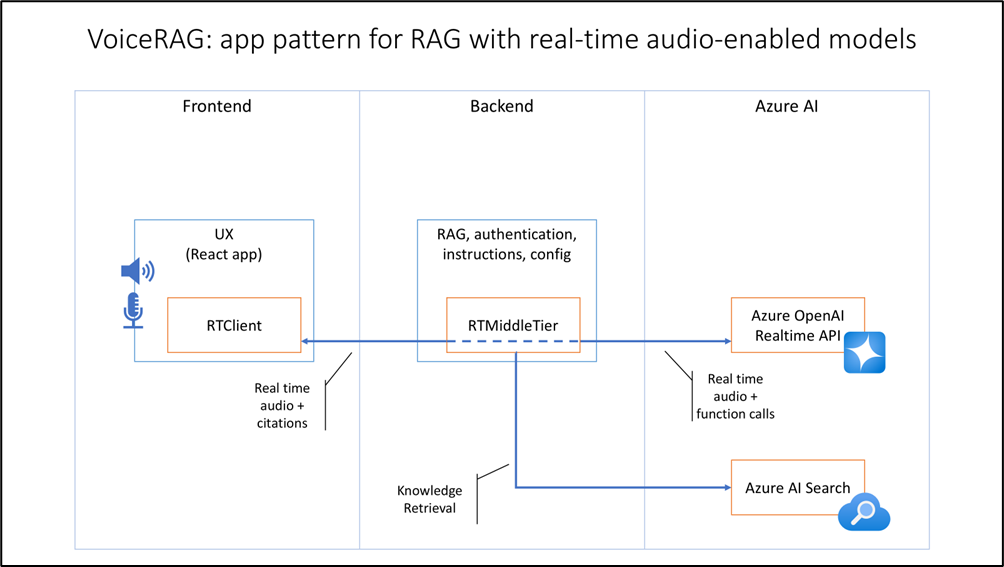 VoiceRAG: app pattern for RAG with real-time audio-enabled models
Frontend
Backend
Azure AI
UX
(React app)
RTClient
RAG, authentication,
instructions, config
RTMiddleTier
Azure OpenAI
Realtime API
Real time
audio +
citations
Real time
audio +
function calls
Knowledge
Retrieval
Azure AI Search